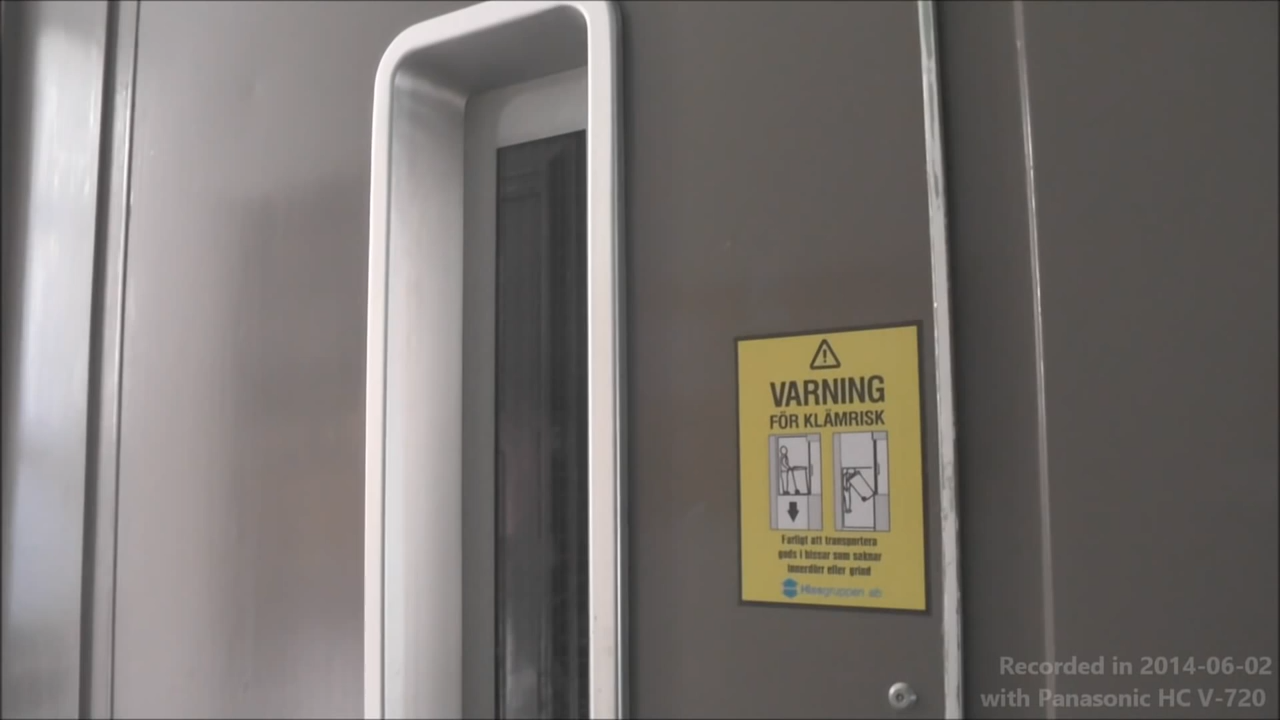 VARNING
FÖR KLÄMRISK
Farligt att transportera
gods i hissar som saknar
innerdörr eller grind
Hissgruppen ab
Recorded in 2014-06-02
with Panasonic HC V-720